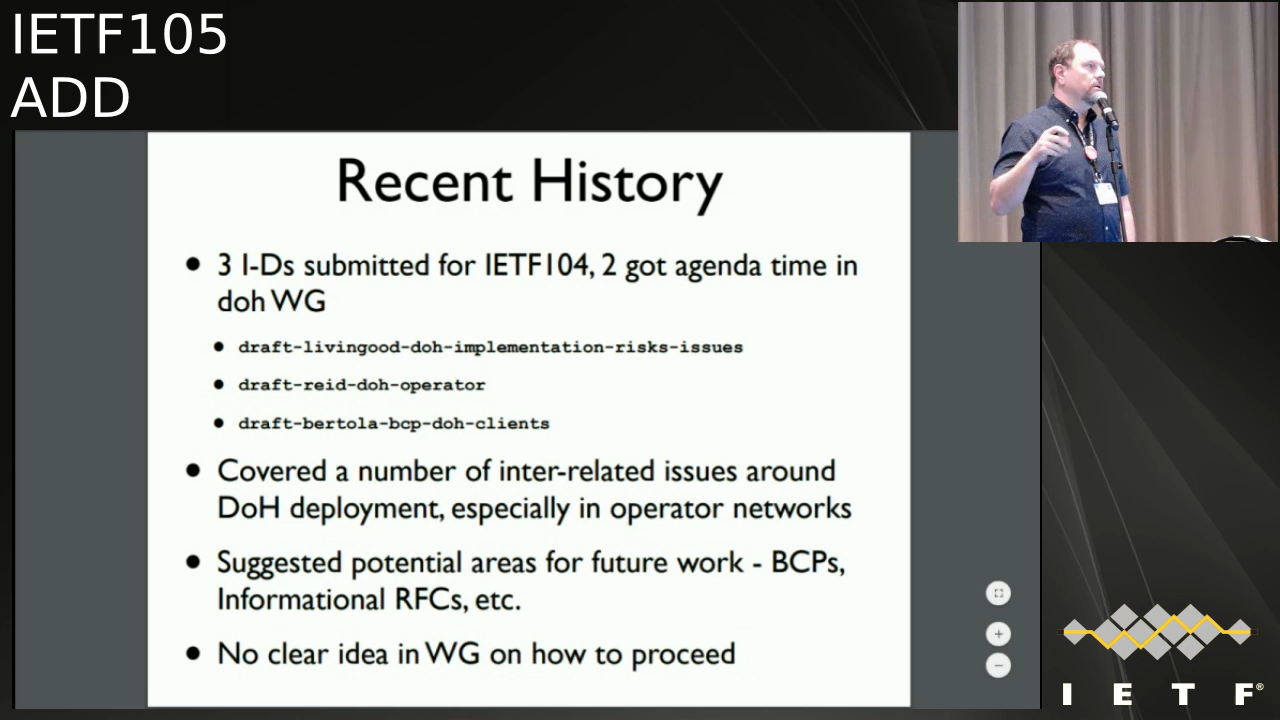 IETF105
ADD
Recent History
• 3 I-Ds submitted for IETF104, 2 got agenda time in
doh WG
• draft-livingood-doh-implementation-risks-issues
• draft-reid-doh-operator
• draft-bertola-bcp-doh-clients
• Covered a number of inter-related issues around
DoH deployment, especially in operator networks
• Suggested potential areas for future work - BCPs,
Informational RFCs, etc.
• No clear idea in WG on how to proceed
I E T F®